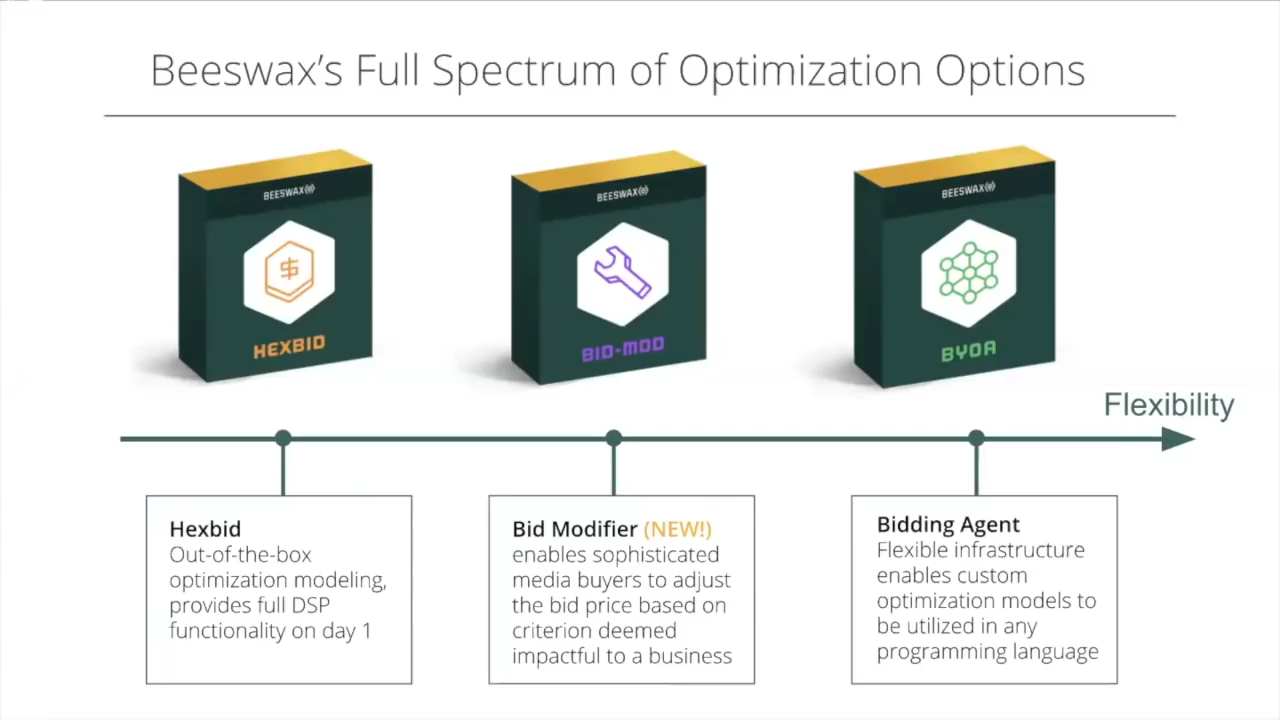 Beeswax's Full Spectrum of Optimization Options
BEESWAX
HEXBID
BEESWAX
BID-MOD
BEESWAX
BYOA
Flexibility
Hexbid
Out-of-the-box
optimization modeling,
provides full DSP
functionality on day 1
Bid Modifier (NEW!)
enables sophisticated
media buyers to adjust
the bid price based on
criterion deemed
impactful to a business
Bidding Agent
Flexible infrastructure
enables custom
optimization models to
be utilized in any
programming language